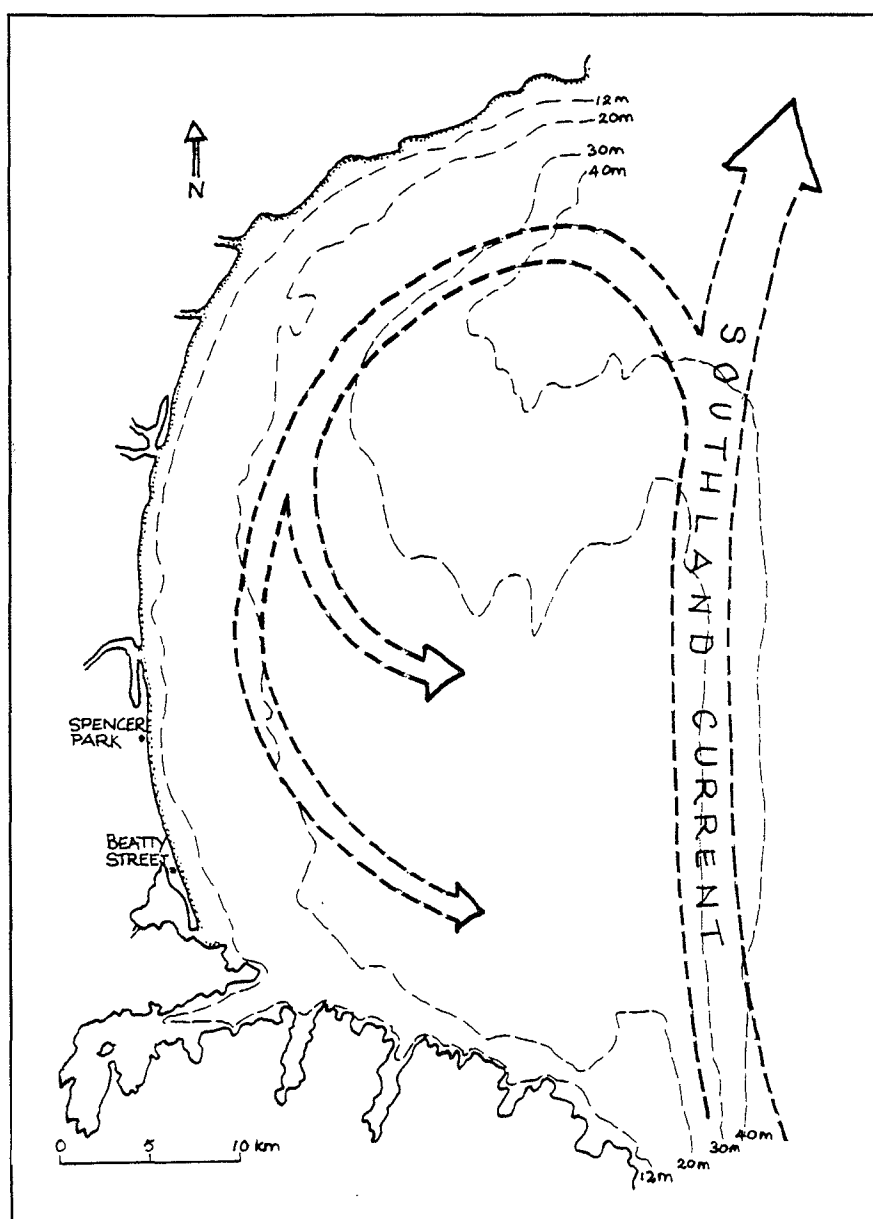 12m
20m
30m
40m
N
SOUTHLAND CURRENT
SPENCER
PARK
BEATTY
STREET
0 5 10 km
12m
20m
30m
40m